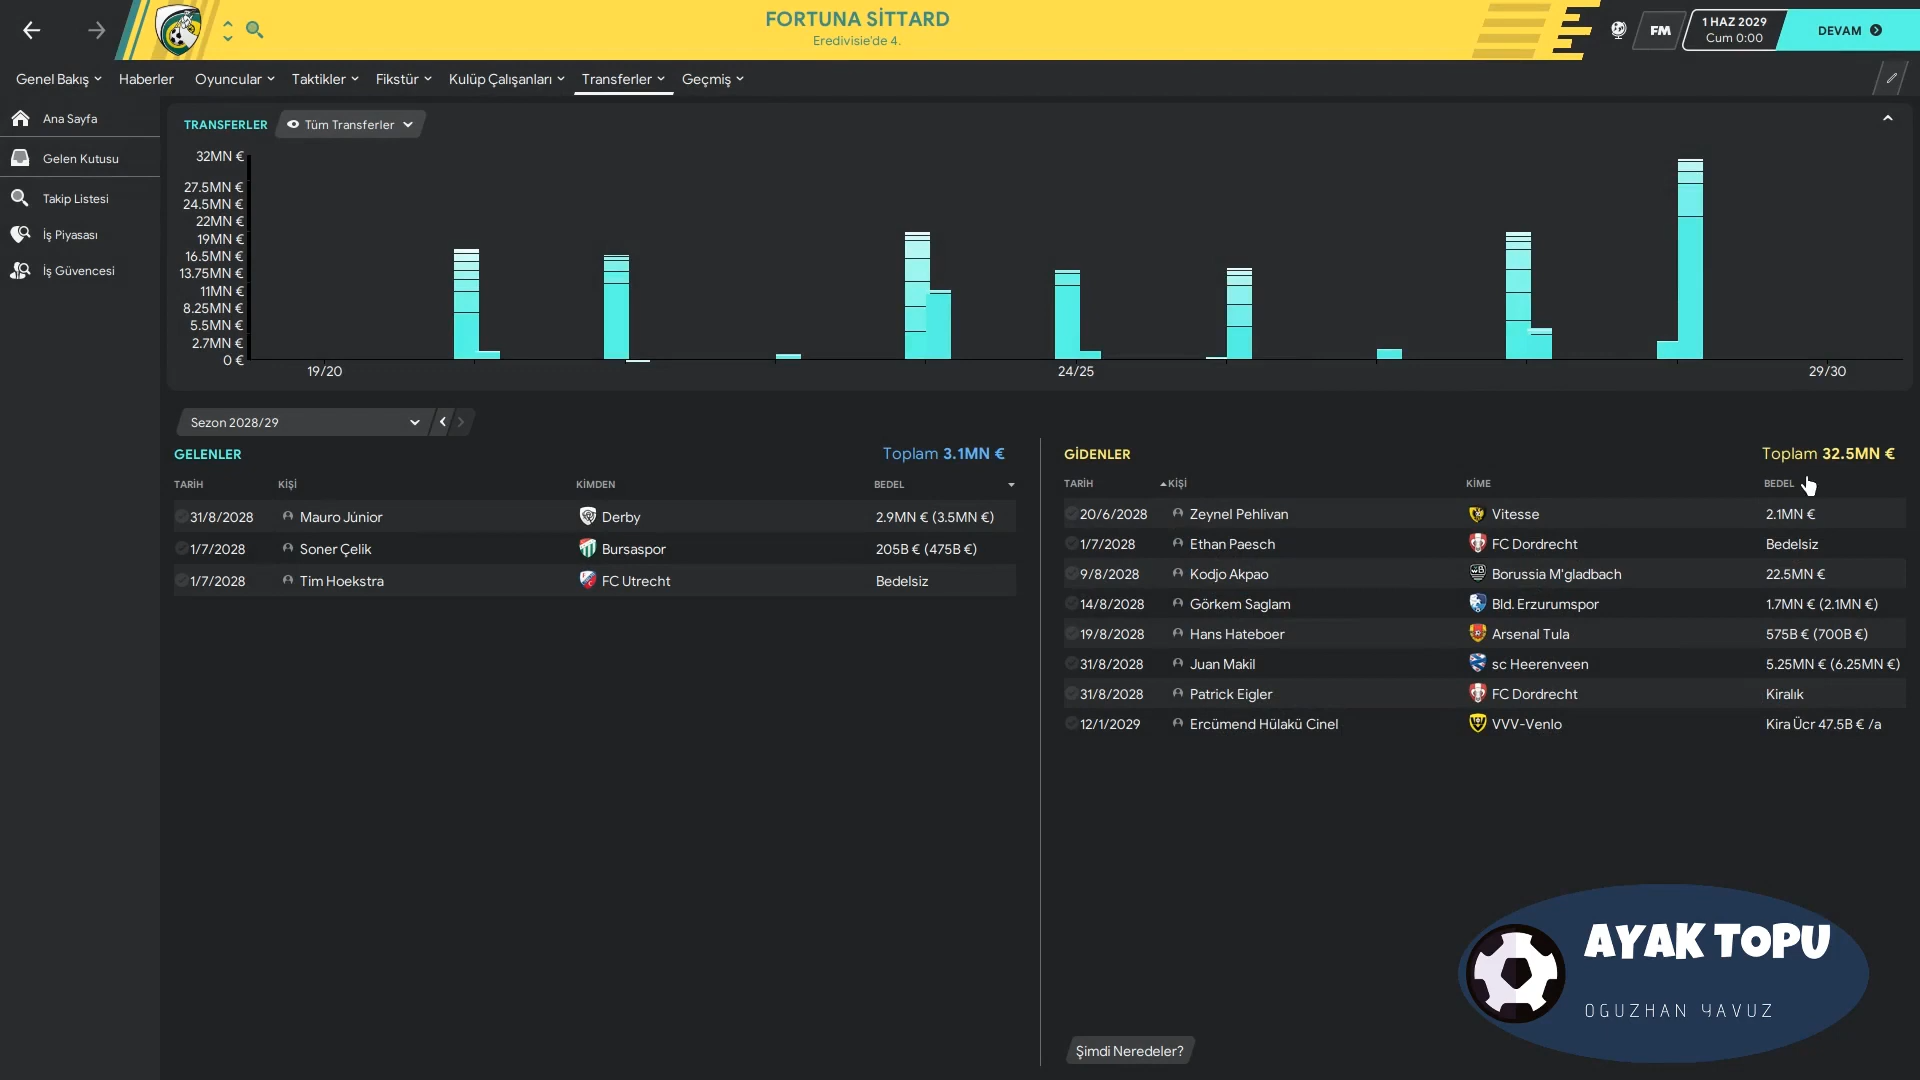 FORTUNA SİTTARD
Eredivisie'de 4.
FM
1 HAZ 2029
Cum 0:00
DEVAM
Genel Bakış
Haberler
Oyuncular
Taktikler
Fikstür
Kulüp Çalışanları
Transferler
Geçmiş
Ana Sayfa
Gelen Kutusu
Takip Listesi
İş Piyasası
İş Güvencesi
TRANSFERLER
Tüm Transferler
32MN €
27.5MN €
24.5MN €
22MN €
19MN €
16.5MN €
13.75MN €
11MN €
8.25MN €
5.5MN €
2.7MN €
0 €
19/20
24/25
29/30
Sezon 2028/29
GELENLER
Toplam 3.1MN €
TARİH KİŞİ KİMDEN BEDEL
31/8/2028 Mauro Júnior Derby 2.9MN € (3.5MN €)
1/7/2028 Soner Çelik Bursaspor 205B € (475B €)
1/7/2028 Tim Hoekstra FC Utrecht Bedelsiz
GİDENLER
Toplam 32.5MN €
TARİH KİŞİ KİME BEDEL
20/6/2028 Zeynel Pehlivan Vitesse 2.1MN €
1/7/2028 Ethan Paesch FC Dordrecht Bedelsiz
9/8/2028 Kodjo Akpao Borussia M'gladbach 22.5MN €
14/8/2028 Görkem Saglam Bld. Erzurumspor 1.7MN € (2.1MN €)
19/8/2028 Hans Hateboer Arsenal Tula 575B € (700B €)
31/8/2028 Juan Makil sc Heerenveen 5.25MN € (6.25MN €)
31/8/2028 Patrick Eigler FC Dordrecht Kiralık
12/1/2029 Ercümend Hülakü Cinel VVV-Venlo Kira Ücr 47.5B € /a
AYAK TOPU
OGUZHAN YAVUZ
Şimdi Neredeler?